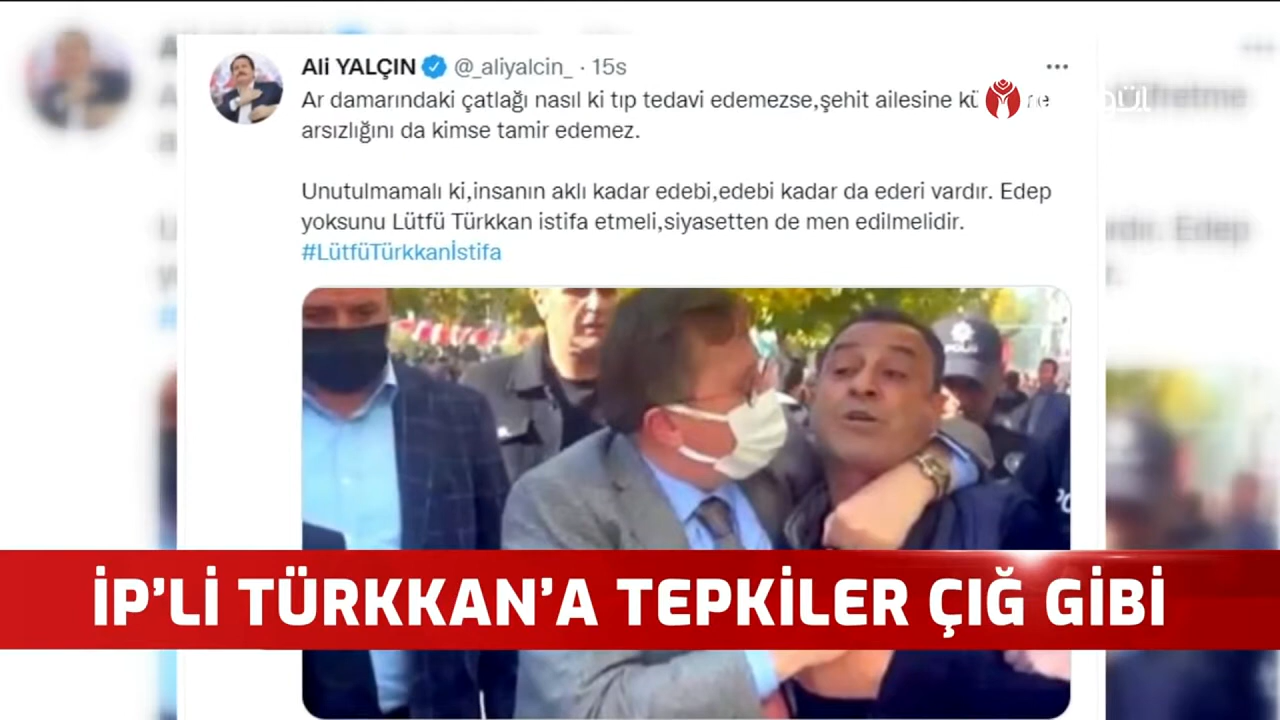 Ali YALÇIN @_aliyalcin_ · 15s
Ar damarındaki çatlağı nasıl ki tıp tedavi edemezse,şehit ailesine
arsızlığını da kimse tamir edemez.
Unutulmamalı ki,insanın aklı kadar edebi,edebi kadar da ederi vardır. Edep
yoksunu Lütfü Türkkan istifa etmeli,siyasetten de men edilmelidir.
#LütfüTürkkanİstifa
POLİS
İP’Lİ TÜRKKAN’A TEPKİLER ÇIĞ GİBİ